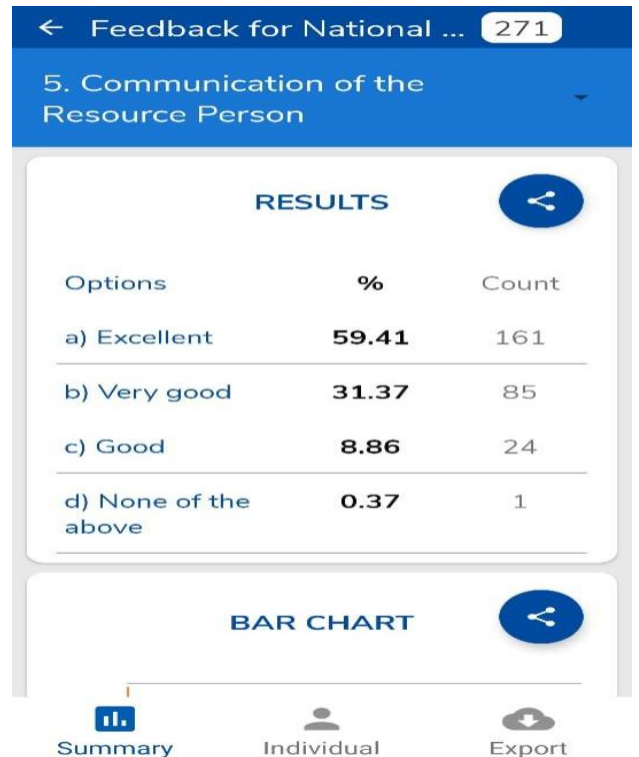 ← Feedback for National ... 271
5. Communication of the
Resource Person
RESULTS
Options % Count
a) Excellent 59.41 161
b) Very good 31.37 85
c) Good 8.86 24
d) None of the 0.37 1
above
BAR CHART
Summary Individual Export